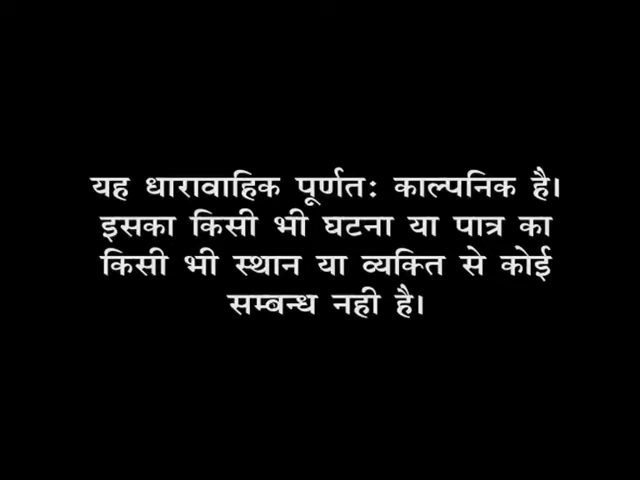 यह धारावाहिक पूर्णतः काल्पनिक है।
इसका किसी भी घटना या पात्र का
किसी भी स्थान या व्यक्ति से कोई
सम्बन्ध नही है।